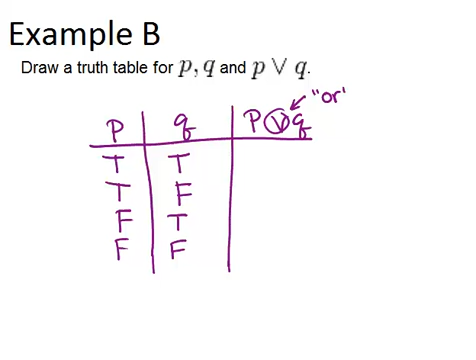 Example B
Draw a truth table for p, q and p ∨ q.
"or"
p q p ∨ q
T T
T F
F T
F F